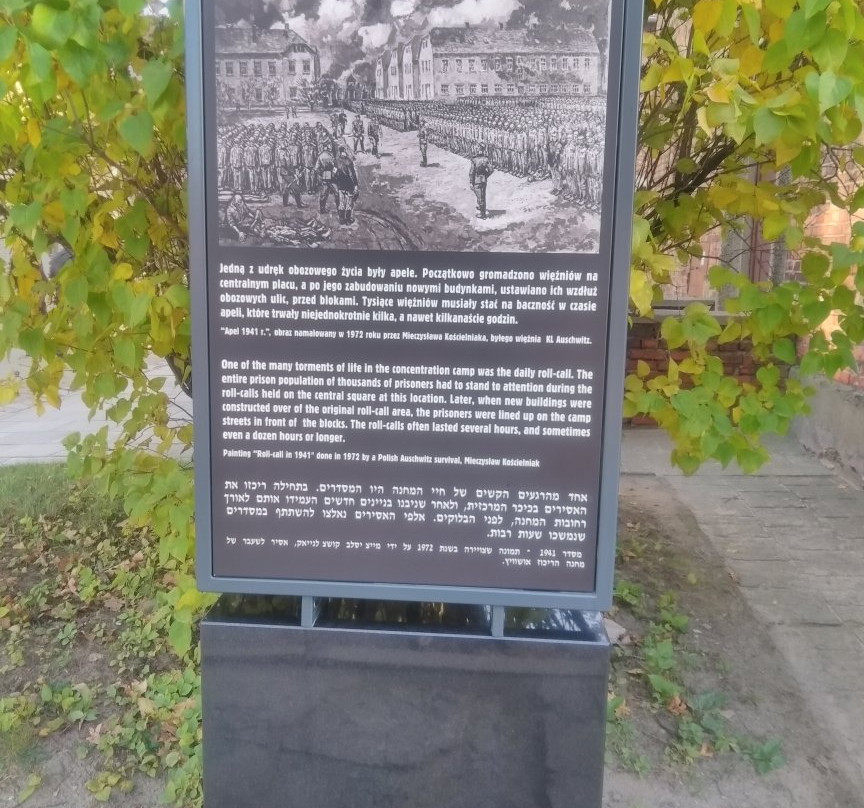 Jedną z udręk obozowego życia były apele. Początkowo gromadzono więźniów na
centralnym placu, a po jego zabudowaniu nowymi budynkami, ustawiano ich wzdłuż
obozowych ulic, przed blokami. Tysiące więźniów musiały stać na baczność w czasie
apeli, które trwały niejednokrotnie kilka, a nawet kilkanaście godzin.
"Apel 1941 r.", obraz namalowany w 1972 roku przez Mieczysława Kościelniaka, byłego więźnia KL Auschwitz.
One of the many torments of life in the concentration camp was the daily roll-call. The
entire prison population of thousands of prisoners had to stand to attention during the
roll-calls held on the central square at this location. Later, when new buildings were
constructed over of the original roll-call area, the prisoners were lined up on the camp
streets in front of the blocks. The roll-calls often lasted several hours, and sometimes
even a dozen hours or longer.
Painting "Roll-call in 1941" done in 1972 by a Polish Auschwitz survival, Mieczysław Kościelniak
אחד מהרגעים הקשים של חיי המחנה היו המסדרים. בתחילה ריכזו את
האסירים בכיכר המרכזית, ולאחר שניבנו בניינים חדשים העמידו אותם לאורך
רחובות המחנה, לפני הבלוקים. אלפי האסירים נאלצו להשתתף במסדרים
שנמשכו שעות רבות.
מסדר 1941 - תמונה שצויירה בשנת 1972 על ידי מייצ'יסלב קושצ'לנייאק, אסיר לשעבר של
מחנה הריכוז אושוויץ.